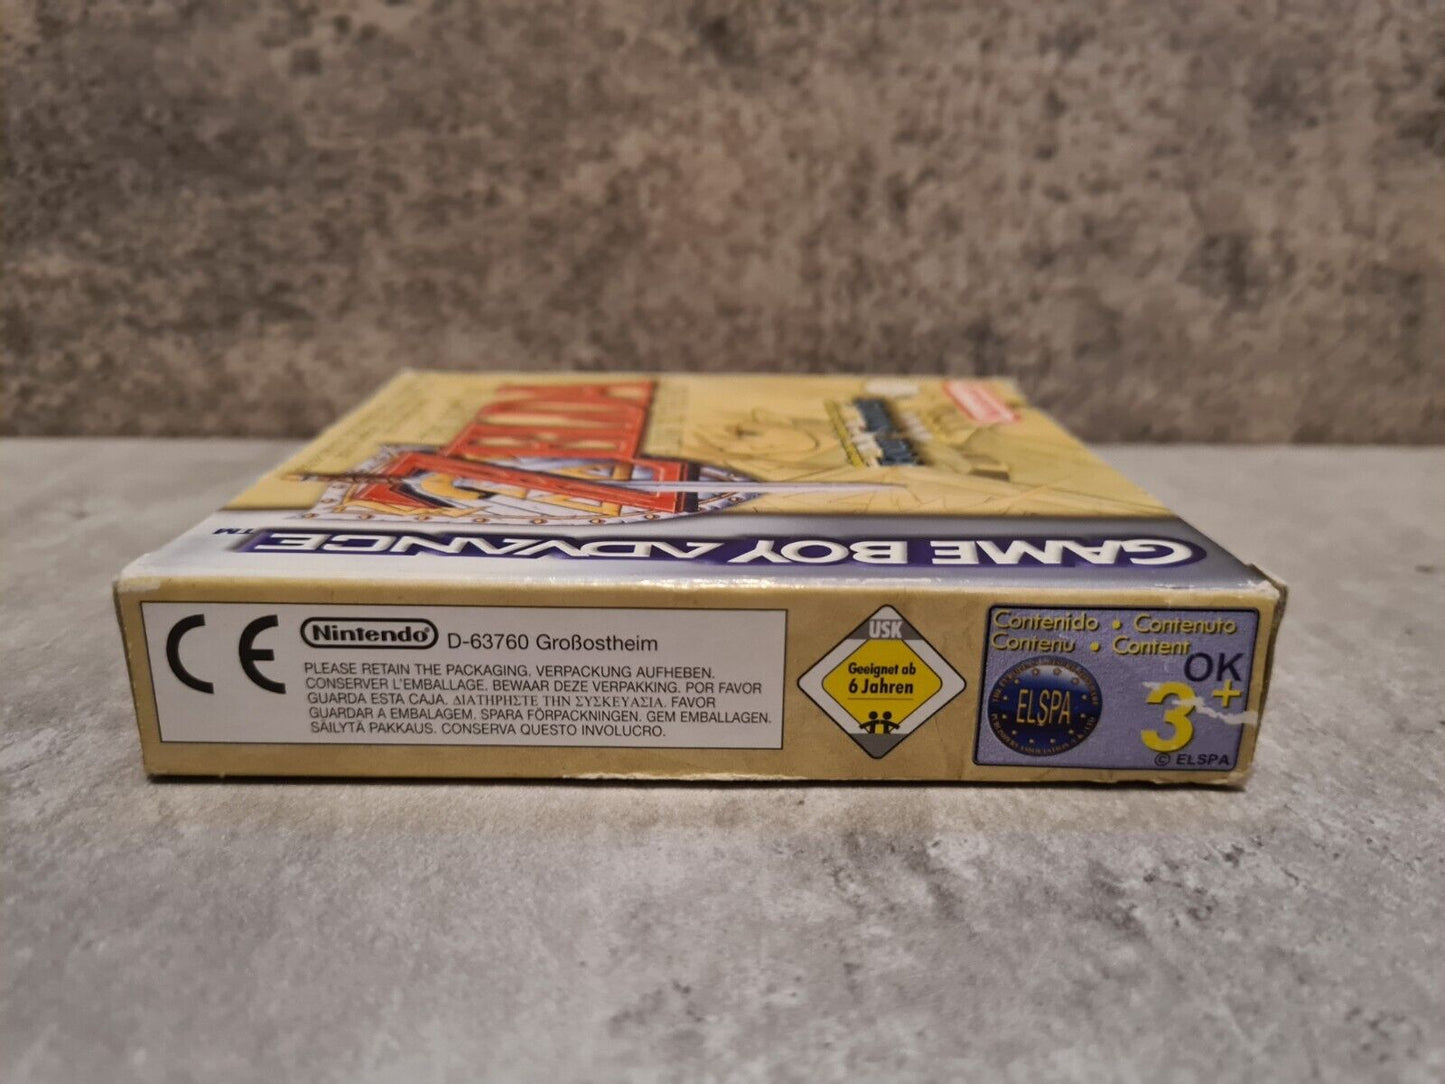 GAME BOY ADVANCE™
CE
Nintendo D-63760 Großostheim
PLEASE RETAIN THE PACKAGING. VERPACKUNG AUFHEBEN.
CONSERVER L'EMBALLAGE. BEWAAR DEZE VERPAKKING. POR FAVOR
GUARDA ESTA CAJA. ΔΙΑΤΗΡΗΣΤΕ ΤΗΝ ΣΥΣΚΕΥΑΣΙΑ. FAVOR
GUARDAR A EMBALAGEM. SPARA FÖRPACKNINGEN. GEM EMBALLAGEN.
SÄILYTÄ PAKKAUS. CONSERVA QUESTO INVOLUCRO.
USK
Geeignet ab
6 Jahren
Contenido • Contenuto
Contenu • Content
OK
3+
ELSPA
© ELSPA